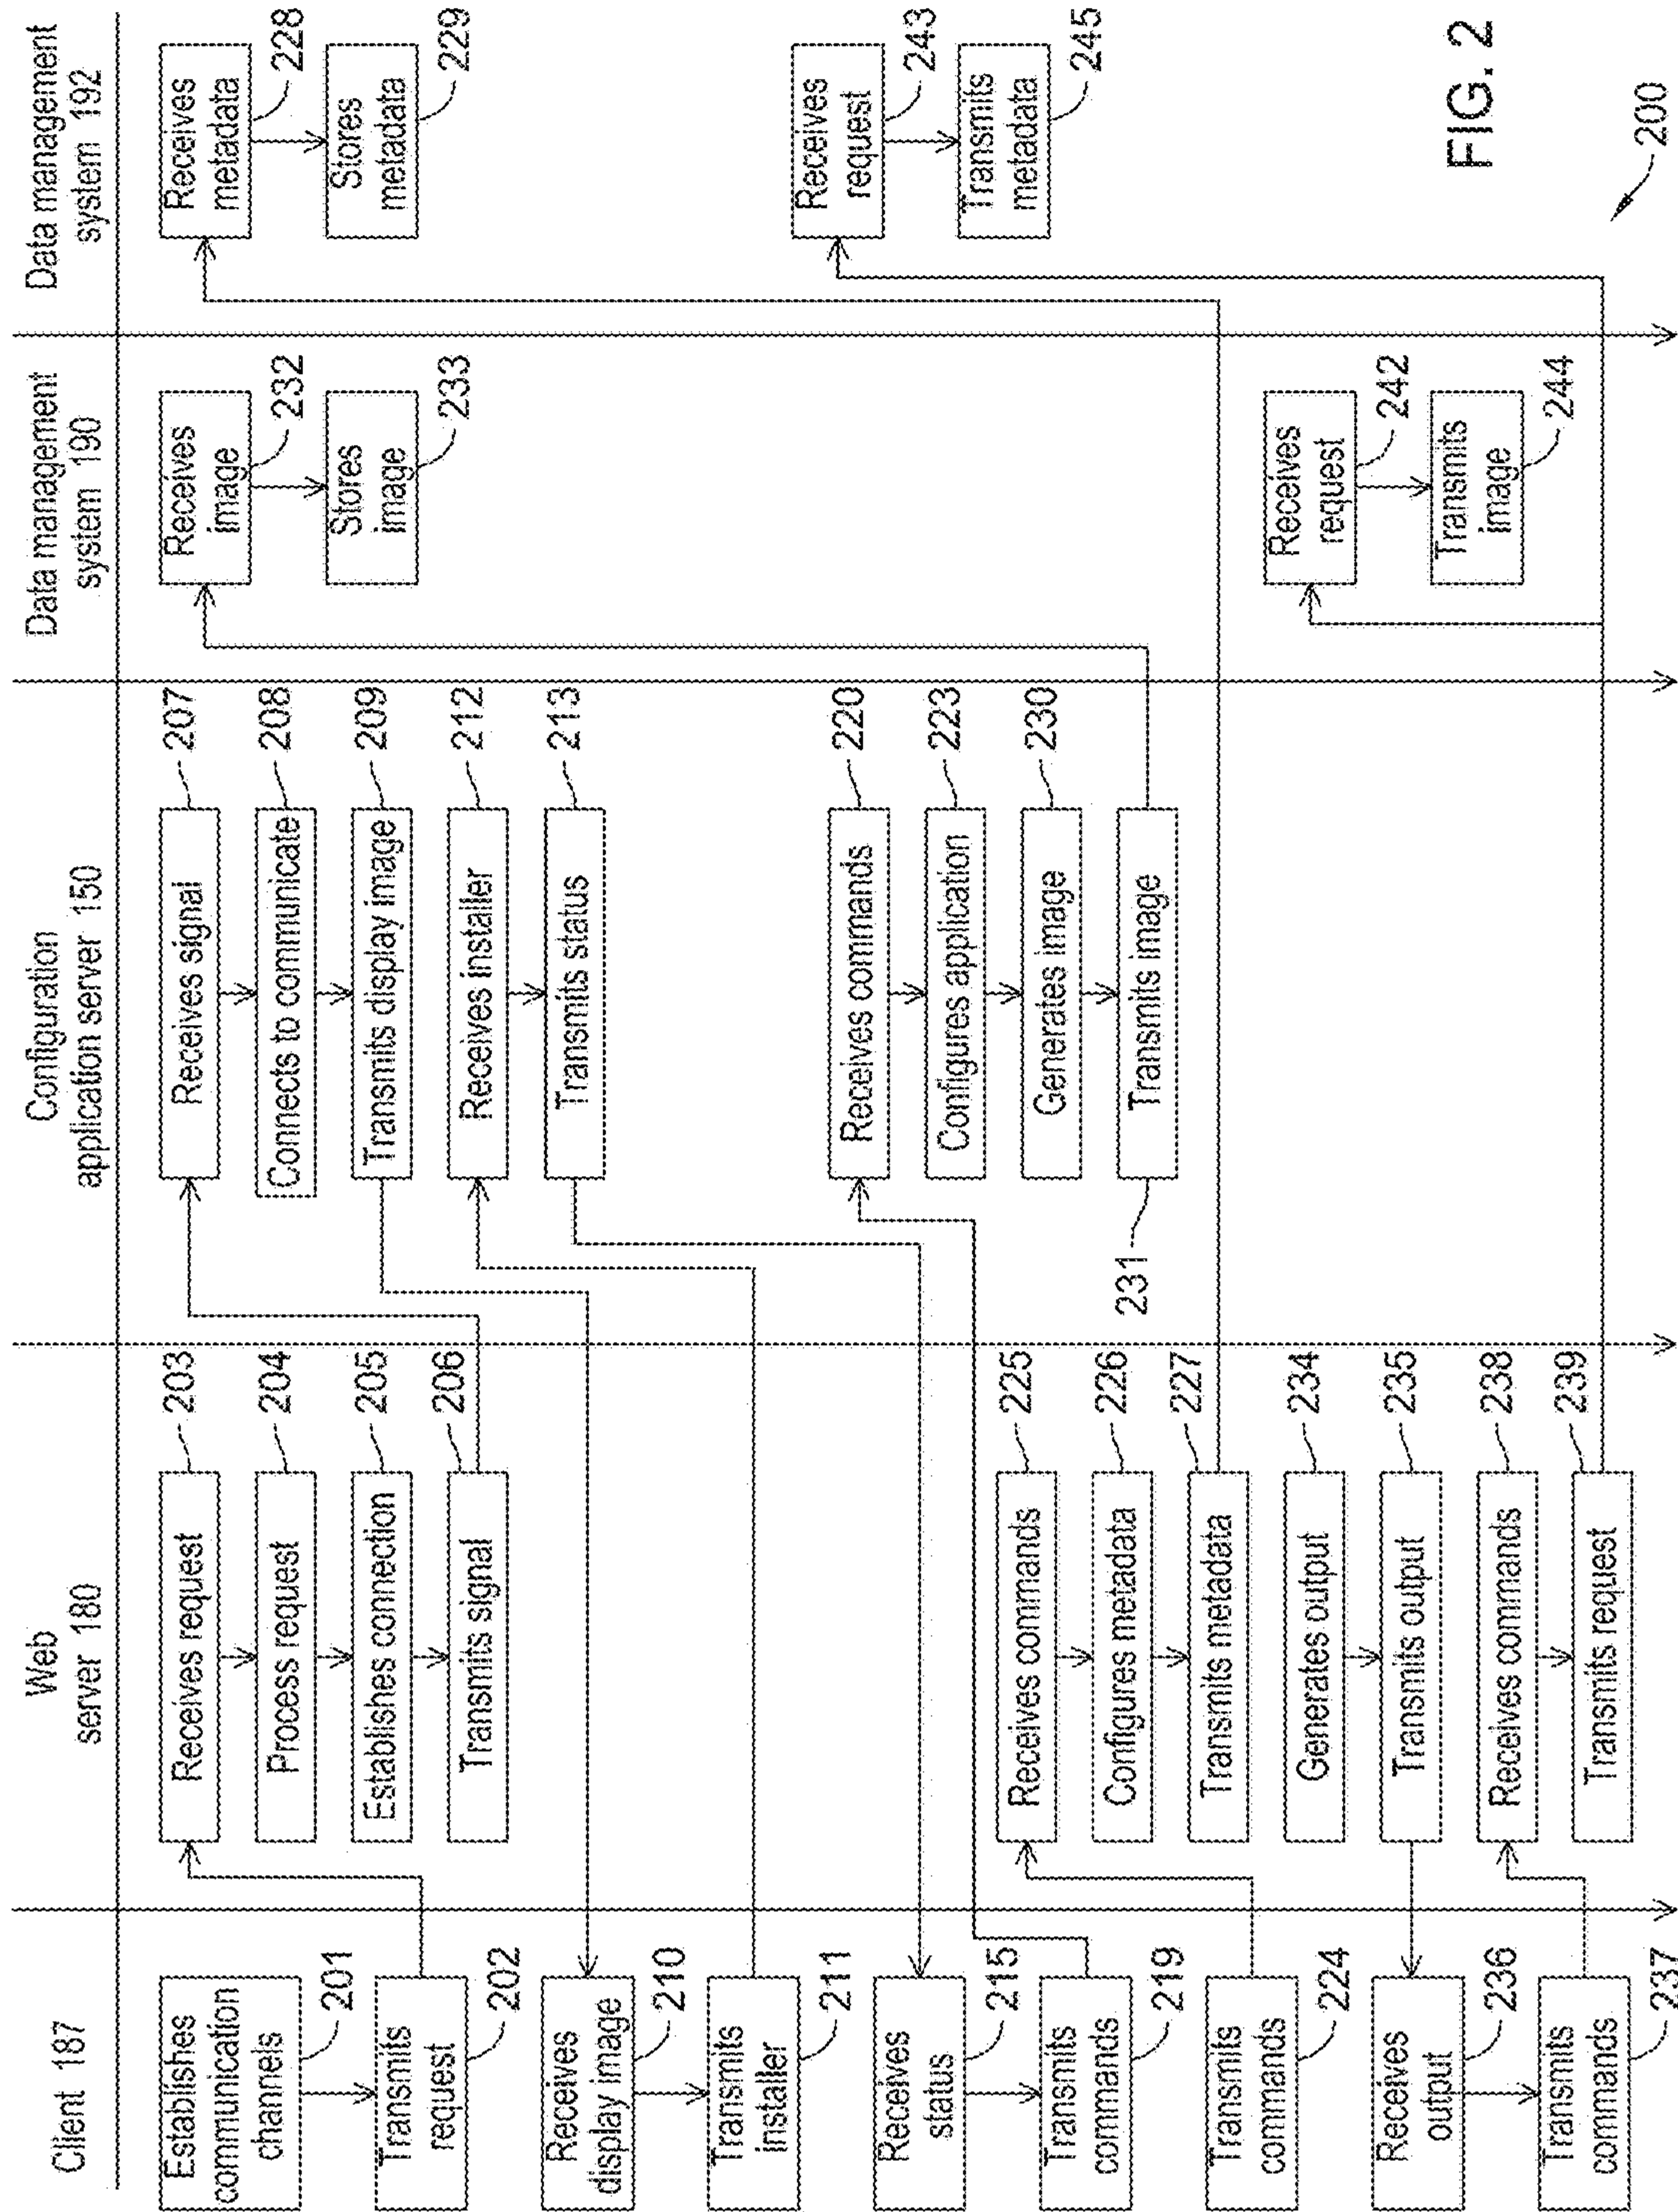 Client 187
Web
server 180
Configuration
application server 150
Data management
system 190
Data management
system 192
Establishes
communication
channels
201
Transmits
request
202
Receives
display image
210
Transmits
installer
211
Receives
status
215
Transmits
commands
219
Transmits
commands
224
Receives
output
236
Transmits
commands
237
Receives request
203
Process request
204
Establishes connection
205
Transmits signal
206
Receives commands
225
Configures metadata
226
Transmits metadata
227
Generates output
234
Transmits output
235
Receives commands
238
Transmits request
239
Receives signal
207
Connects to communicate
208
Transmits display image
209
Receives installer
212
Transmits status
213
Receives commands
220
Configures application
223
Generates image
230
Transmits image
231
Receives
image
232
Stores
image
233
Receives
request
242
Transmits
image
244
Receives
metadata
228
Stores
metadata
229
Receives
request
243
Transmits
metadata
245
FIG. 2
200